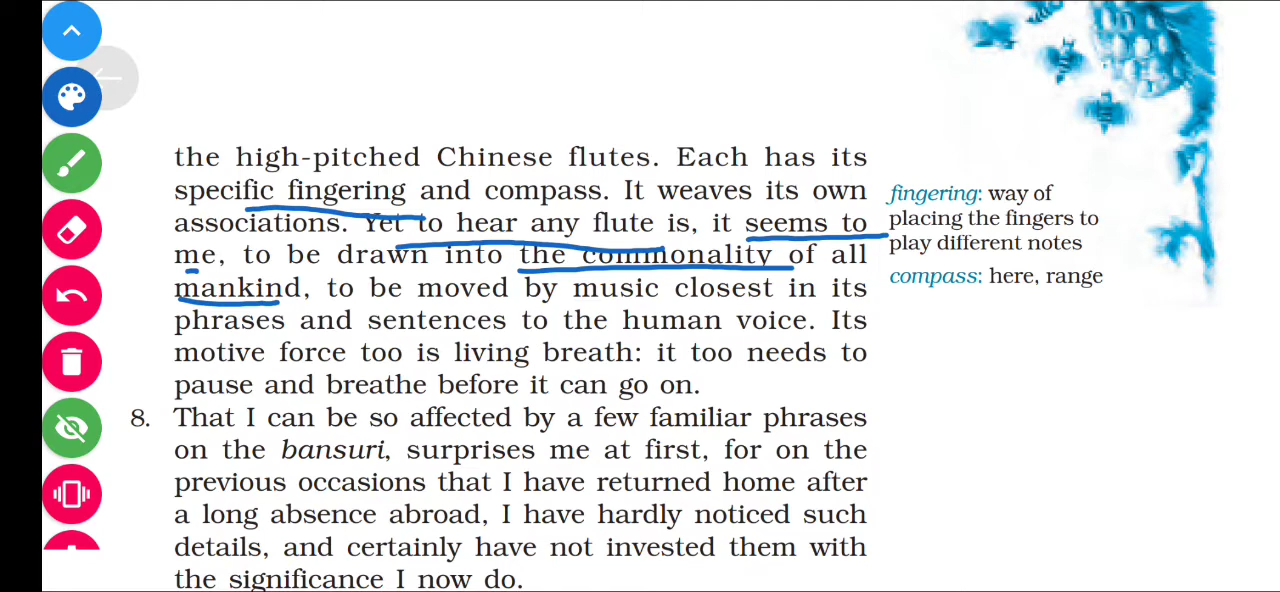 the high-pitched Chinese flutes. Each has its
specific fingering and compass. It weaves its own
associations. Yet to hear any flute is, it seems to
me, to be drawn into the commonality of all
mankind, to be moved by music closest in its
phrases and sentences to the human voice. Its
motive force too is living breath: it too needs to
pause and breathe before it can go on.
8. That I can be so affected by a few familiar phrases
on the bansuri, surprises me at first, for on the
previous occasions that I have returned home after
a long absence abroad, I have hardly noticed such
details, and certainly have not invested them with
the significance I now do.
fingering: way of
placing the fingers to
play different notes
compass: here, range